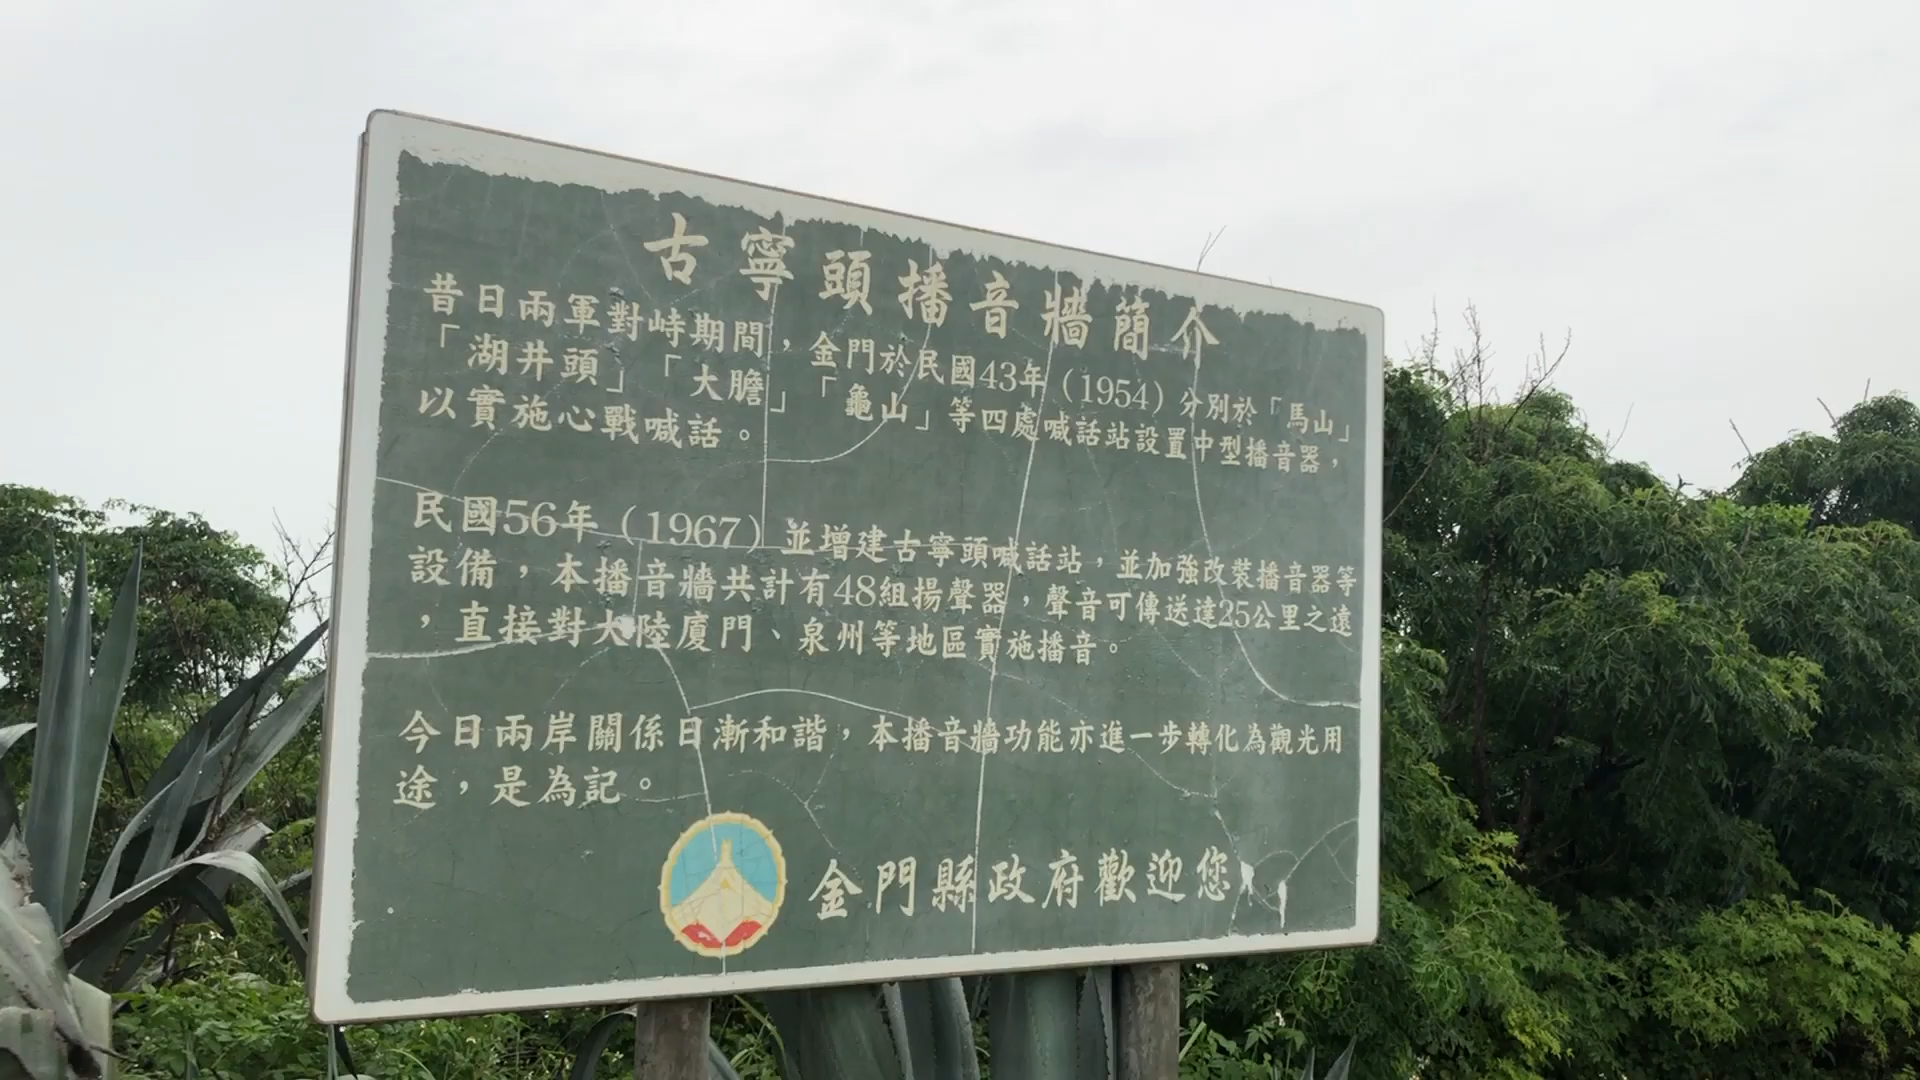 古寧頭播音牆簡介
昔日兩軍對峙期間，金門於民國43年（1954）分別於「馬山」
「湖井頭」「大膽」「龜山」等四處喊話站設置中型播音器，
以實施心戰喊話。
民國56年（1967）並增建古寧頭喊話站，並加強改裝播音器等
設備，本播音牆共計有48組揚聲器，聲音可傳送達25公里之遠
，直接對大陸廈門、泉州等地區實施播音。
今日兩岸關係日漸和諧，本播音牆功能亦進一步轉化為觀光用
途，是為記。
金門縣政府歡迎您